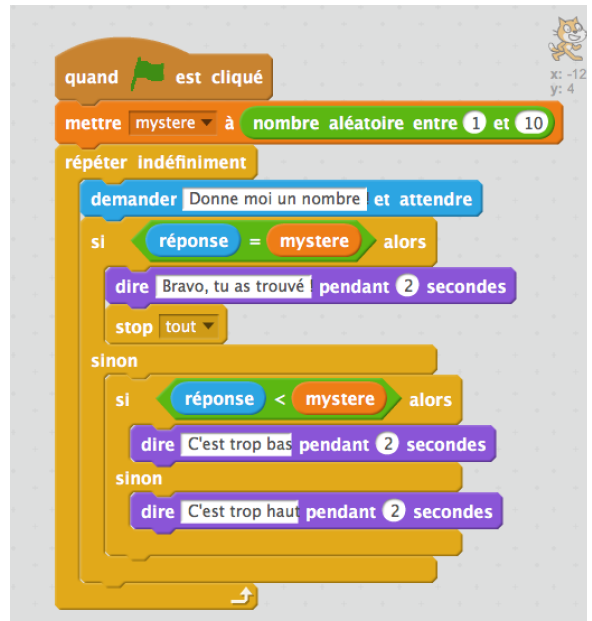 quand est cliqué
x: -12
y: 4
mettre mystere à nombre aléatoire entre 1 et 10
répéter indéfiniment
demander Donne moi un nombre ! et attendre
si réponse = mystere alors
dire Bravo, tu as trouvé ! pendant 2 secondes
stop tout
sinon
si réponse < mystere alors
dire C'est trop bas pendant 2 secondes
sinon
dire C'est trop haut pendant 2 secondes